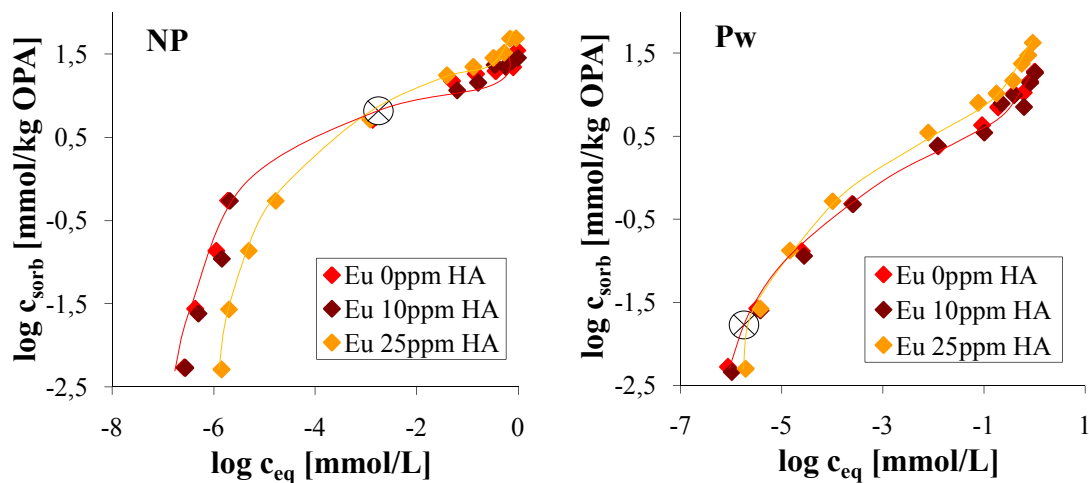 NP
log c_sorb [mmol/kg OPA]
1,5
0,5
-0,5
-1,5
-2,5
Eu 0ppm HA
Eu 10ppm HA
Eu 25ppm HA
-8 -6 -4 -2 0
log c_eq [mmol/L]
Pw
log c_sorb [mmol/kg OPA]
1,5
0,5
-0,5
-1,5
-2,5
Eu 0ppm HA
Eu 10ppm HA
Eu 25ppm HA
-7 -5 -3 -1 1
log c_eq [mmol/L]